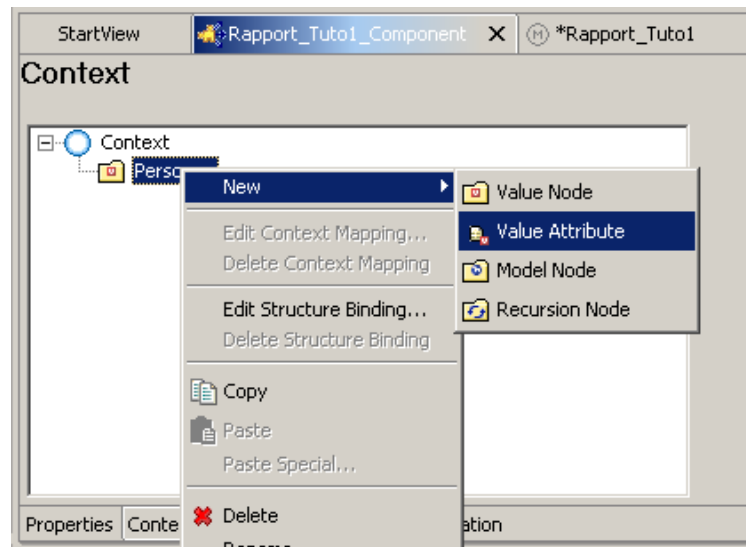 StartView Rapport_Tuto1_Component *Rapport_Tuto1
Context
Context
New
Value Node
Edit Context Mapping...
Value Attribute
Delete Context Mapping
Model Node
Edit Structure Binding...
Recursion Node
Delete Structure Binding
Copy
Paste
Paste Special...
Delete
Properties